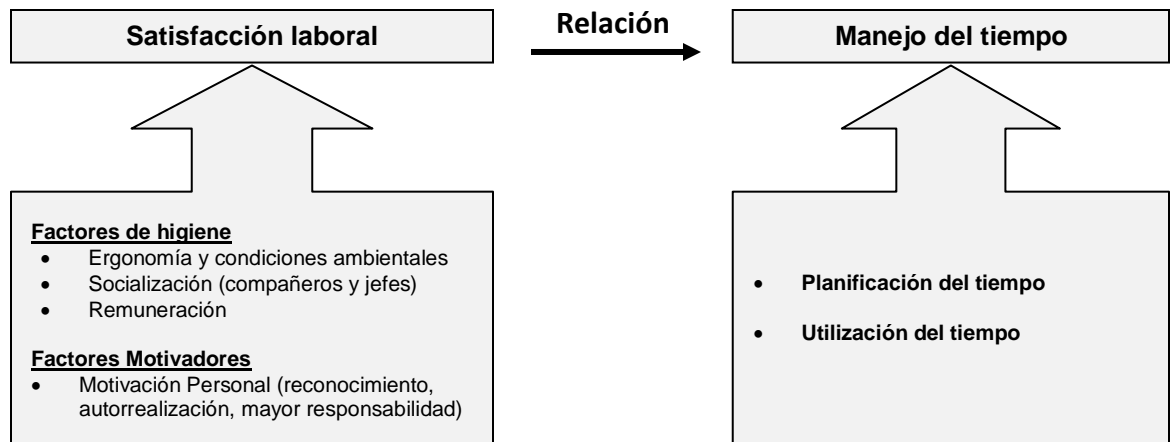 Satisfacción laboral
Relación
Manejo del tiempo
Factores de higiene
• Ergonomía y condiciones ambientales
• Socialización (compañeros y jefes)
• Remuneración
Factores Motivadores
• Motivación Personal (reconocimiento,
autorrealización, mayor responsabilidad)
• Planificación del tiempo
• Utilización del tiempo